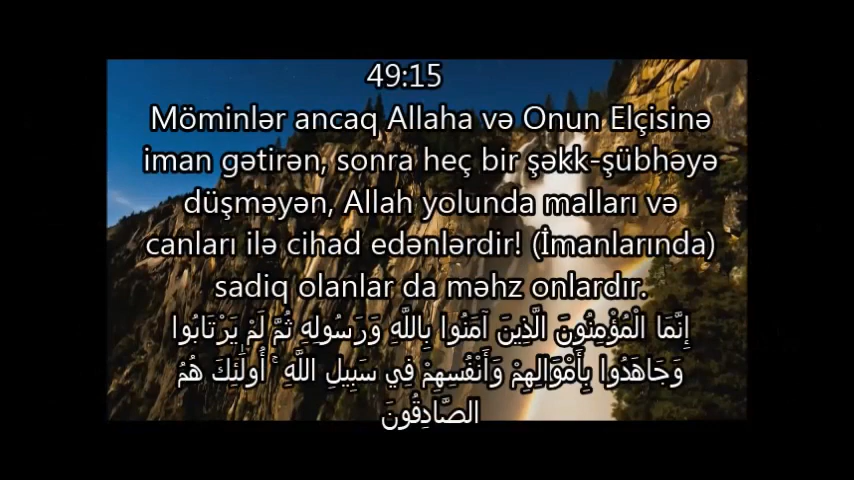 49:15
Möminlər ancaq Allaha və Onun Elçisinə
iman gətirən, sonra heç bir şəkk-şübhəyə
düşməyən, Allah yolunda malları və
canları ilə cihad edənlərdir! (İmanlarında)
sadiq olanlar da məhz onlardır.
إِنَّمَا الْمُؤْمِنُونَ الَّذِينَ آمَنُوا بِاللَّهِ وَرَسُولِهِ ثُمَّ لَمْ يَرْتَابُوا
وَجَاهَدُوا بِأَمْوَالِهِمْ وَأَنْفُسِهِمْ فِي سَبِيلِ اللَّهِ ۚ أُولَٰئِكَ هُمُ
الصَّادِقُونَ